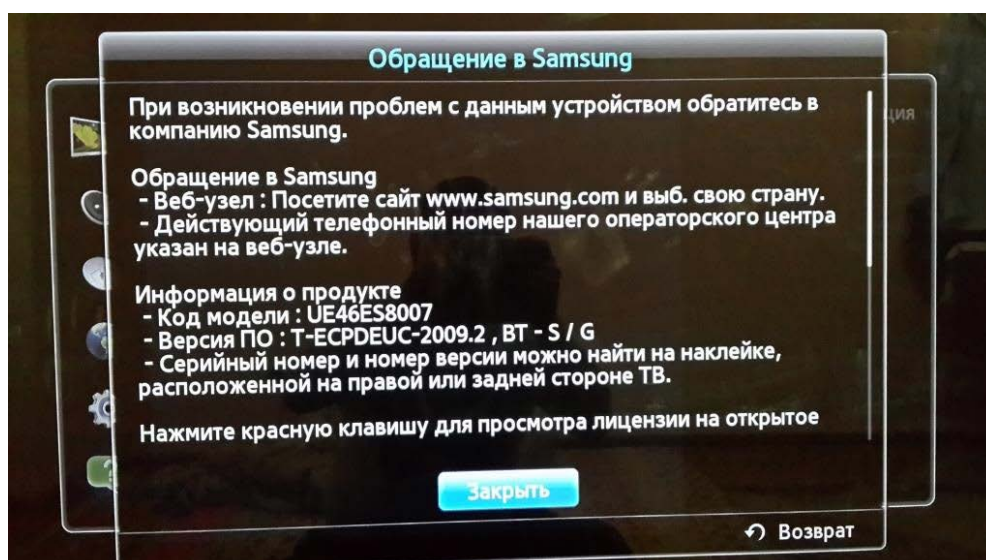 Обращение в Samsung
При возникновении проблем с данным устройством обратитесь в
компанию Samsung.
ция
Обращение в Samsung
- Веб-узел : Посетите сайт www.samsung.com и выб. свою страну.
- Действующий телефонный номер нашего операторского центра
указан на веб-узле.
Информация о продукте
- Код модели : UE46ES8007
- Версия ПО : T-ECPDEUC-2009.2 , BT - S / G
- Серийный номер и номер версии можно найти на наклейке,
расположенной на правой или задней стороне ТВ.
Нажмите красную клавишу для просмотра лицензии на открытое
Закрыть
Возврат